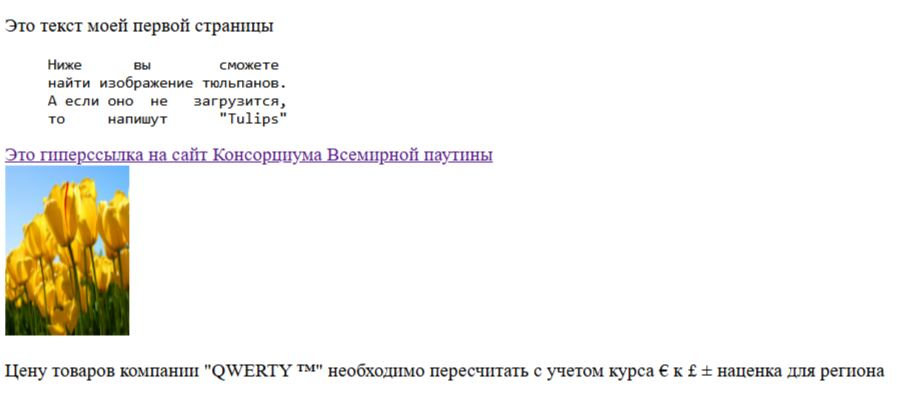 Это текст моей первой страницы
Ниже вы сможете
найти изображение тюльпанов.
А если оно не загрузится,
то напишут "Tulips"
Это гиперссылка на сайт Консорциума Всемирной паутины
Цену товаров компании "QWERTY ™" необходимо пересчитать с учетом курса € к £ ± наценка для региона